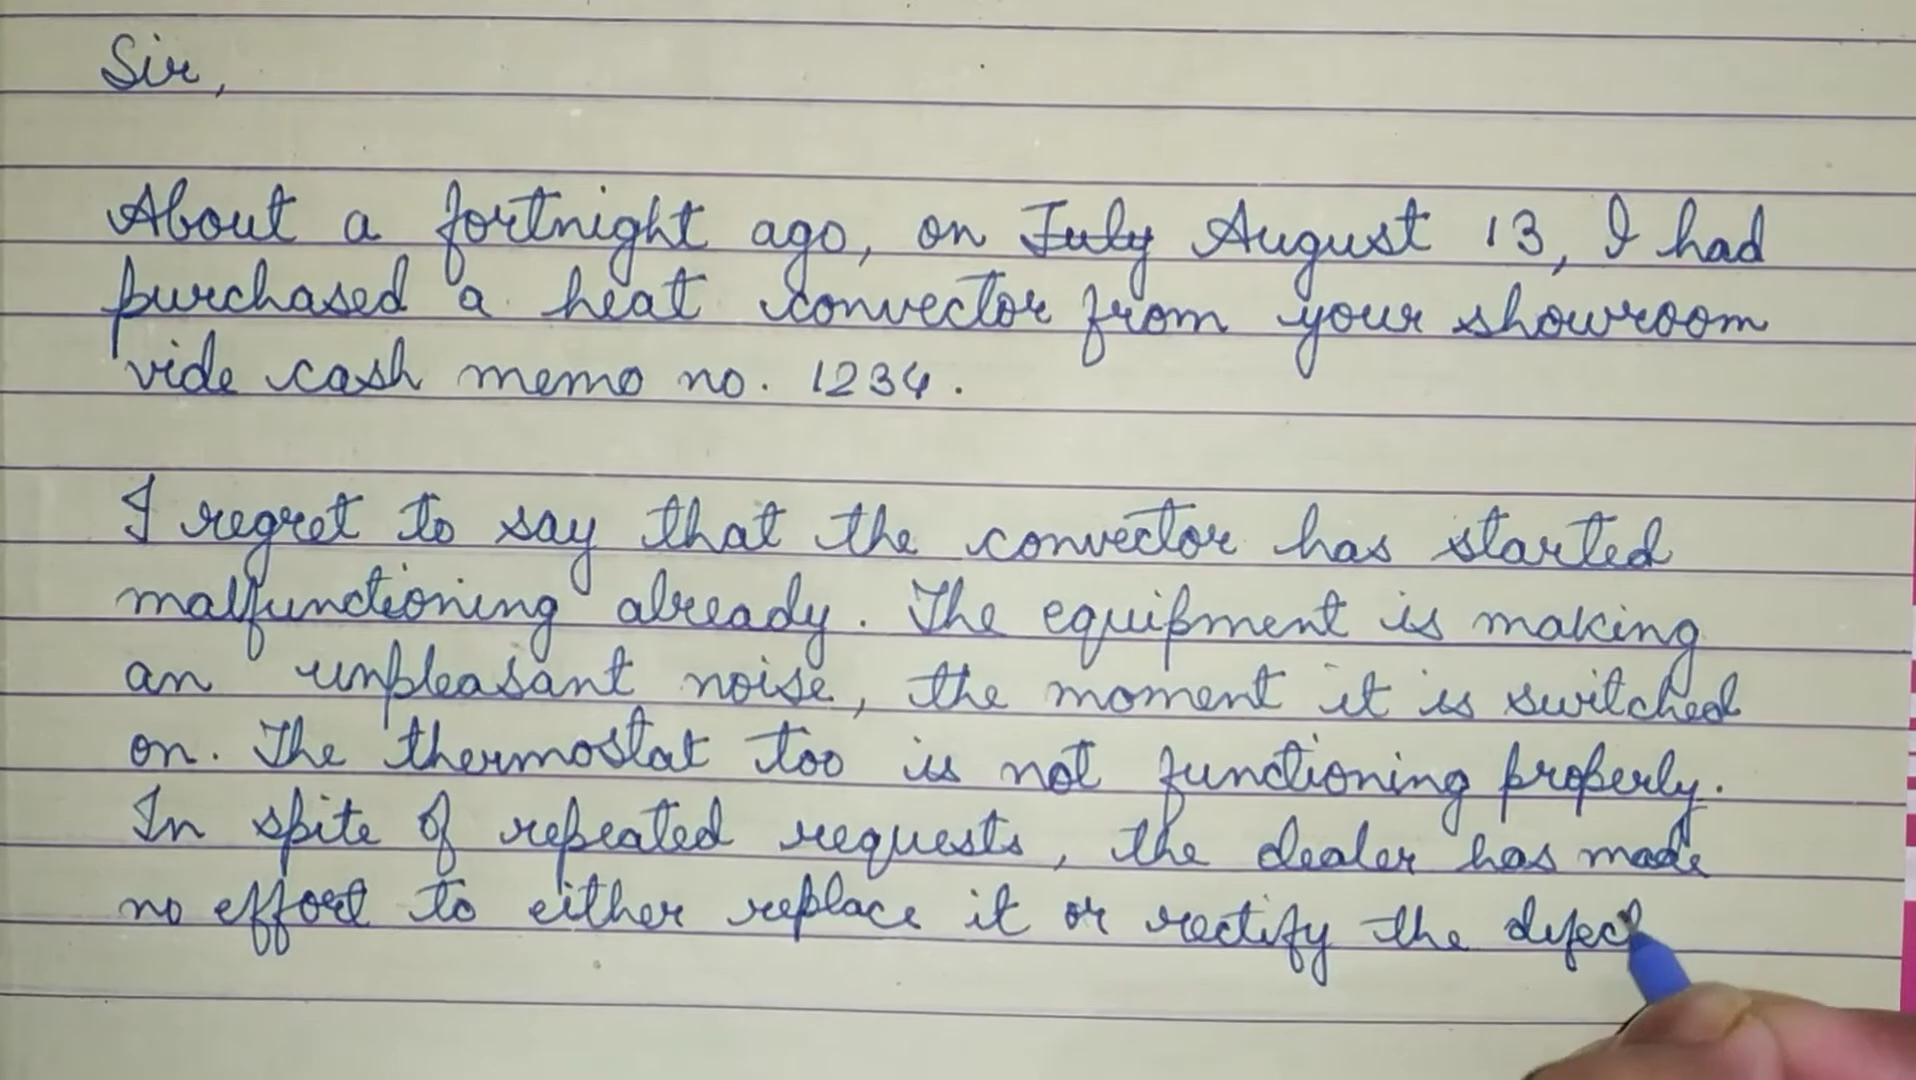 Sir,
About a fortnight ago, on July August 13, I had
purchased a heat convector from your showroom
vide cash memo no. 1234.
I regret to say that the convector has started
malfunctioning already. The equipment is making
an unpleasant noise, the moment it is switched
on. The thermostat too is not functioning properly.
In spite of repeated requests, the dealer has made
no effort to either replace it or rectify the defect